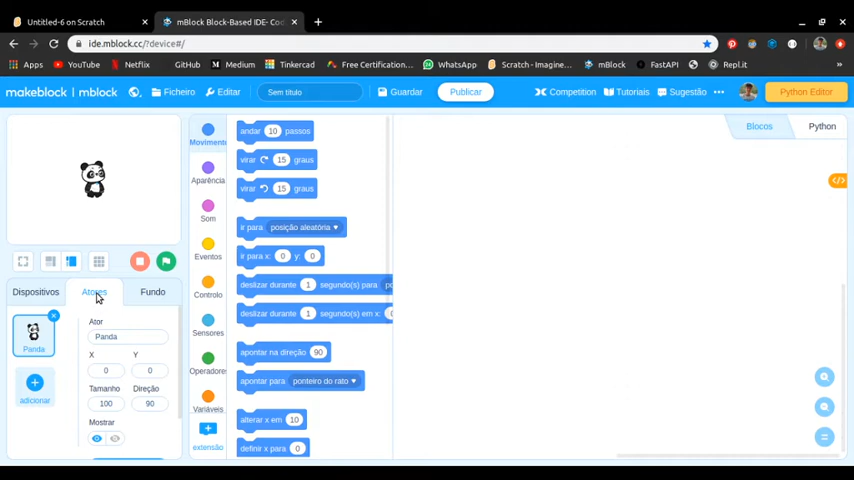 Untitled-6 on Scratch
mBlock Block-Based IDE- Co
ide.mblock.cc/?device#/
Apps YouTube Netflix GitHub Medium Tinkercad Free Certification… WhatsApp Scratch - Imagine… mBlock FastAPI Repl.it
makeblock | mblock Ficheiro Editar Sem título Guardar Publicar Competition Tutoriais Sugestão Python Editor
Blocos Python
Movimento
Aparência
Som
Eventos
Controlo
Sensores
Operadores
Variáveis
extensão
andar 10 passos
virar 15 graus
virar 15 graus
ir para posição aleatória
ir para x: 0 y: 0
deslizar durante 1 segundo(s) para
deslizar durante 1 segundo(s) em x:
apontar na direção 90
apontar para ponteiro do rato
alterar x em 10
definir x para 0
Dispositivos Atores Fundo
Panda
adicionar
Ator
Panda
X Y
0 0
Tamanho Direção
100 90
Mostrar